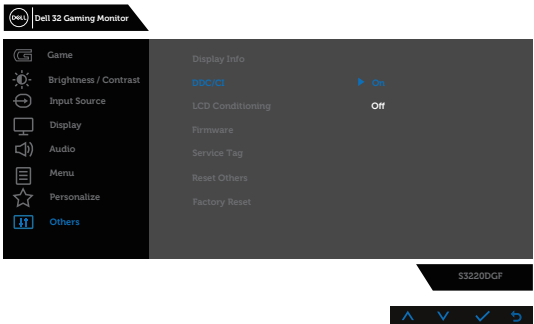 DELL Dell 32 Gaming Monitor
Game
Brightness / Contrast
Input Source
Display
Audio
Menu
Personalize
Others
Display Info
DDC/CI On
LCD Conditioning Off
Firmware
Service Tag
Reset Others
Factory Reset
S3220DGF